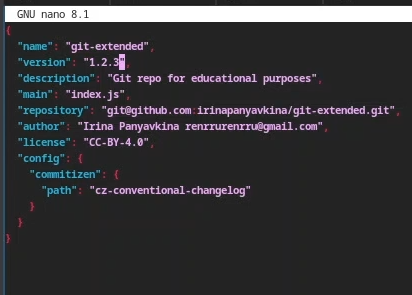 GNU nano 8.1
{
  "name": "git-extended",
  "version": "1.2.3",
  "description": "Git repo for educational purposes",
  "main": "index.js",
  "repository": "git@github.com:irinapanyavkina/git-extended.git",
  "author": "Irina Panyavkina renrrurenrru@gmail.com",
  "license": "CC-BY-4.0",
  "config": {
    "commitizen": {
      "path": "cz-conventional-changelog"
    }
  }
}